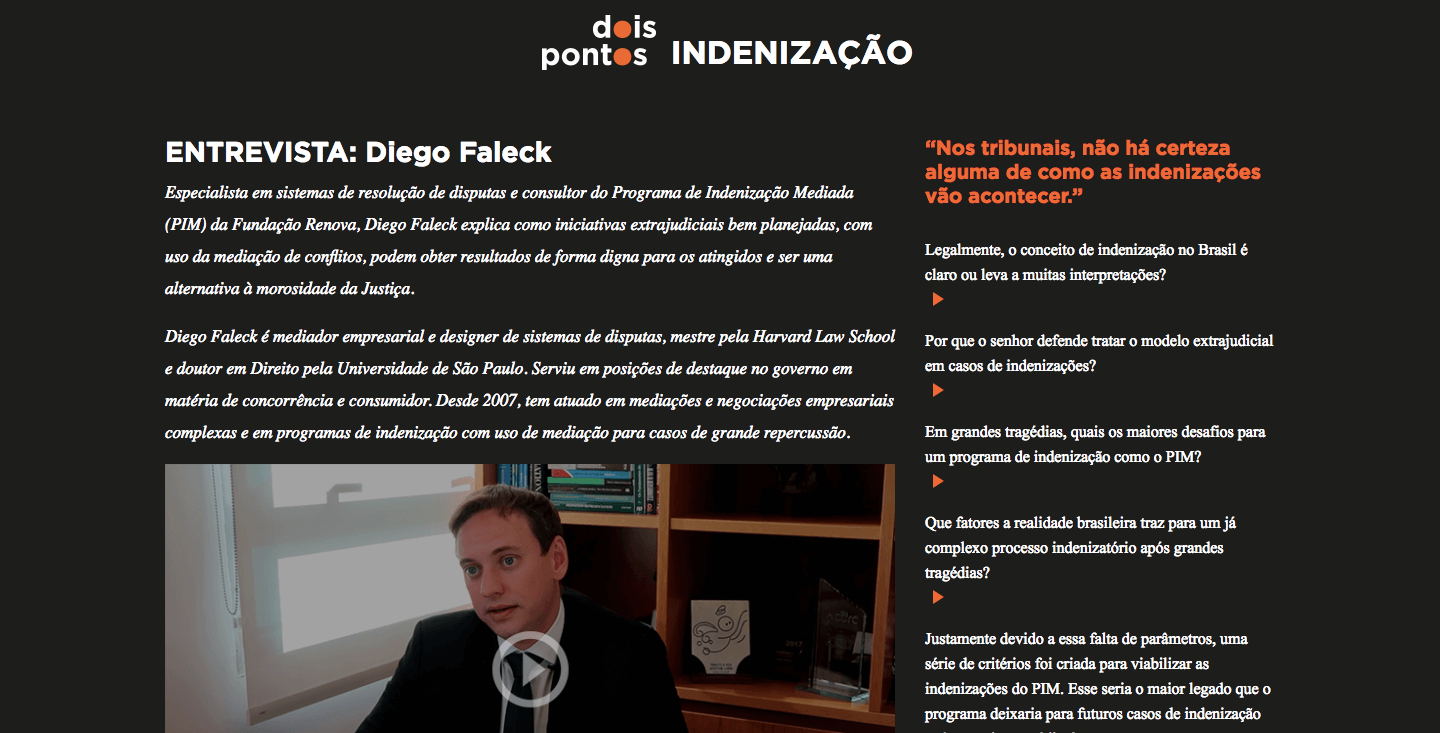 dois
pontos INDENIZAÇÃO
ENTREVISTA: Diego Faleck
Especialista em sistemas de resolução de disputas e consultor do Programa de Indenização Mediada
(PIM) da Fundação Renova, Diego Faleck explica como iniciativas extrajudiciais bem planejadas, com
uso da mediação de conflitos, podem obter resultados de forma digna para os atingidos e ser uma
alternativa à morosidade da Justiça.
Diego Faleck é mediador empresarial e designer de sistemas de disputas, mestre pela Harvard Law School
e doutor em Direito pela Universidade de São Paulo. Serviu em posições de destaque no governo em
matéria de concorrência e consumidor. Desde 2007, tem atuado em mediações e negociações empresariais
complexas e em programas de indenização com uso de mediação para casos de grande repercussão.
2017
“Nos tribunais, não há certeza
alguma de como as indenizações
vão acontecer.”
Legalmente, o conceito de indenização no Brasil é
claro ou leva a muitas interpretações?
Por que o senhor defende tratar o modelo extrajudicial
em casos de indenizações?
Em grandes tragédias, quais os maiores desafios para
um programa de indenização como o PIM?
Que fatores a realidade brasileira traz para um já
complexo processo indenizatório após grandes
tragédias?
Justamente devido a essa falta de parâmetros, uma
série de critérios foi criada para viabilizar as
indenizações do PIM. Esse seria o maior legado que o
programa deixaria para futuros casos de indenização